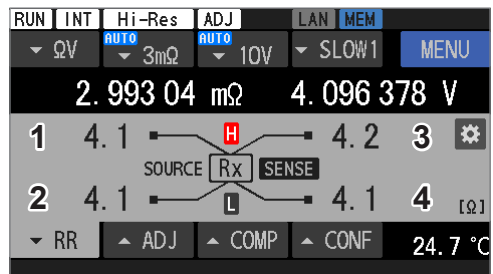 RUN INT Hi-Res ADJ LAN MEM
ΩV AUTO 3mΩ AUTO 10V SLOW1 MENU
2.993 04 mΩ 4.096 378 V
1 4.1 H 4.2 3
SOURCE Rx SENSE
2 4.1 L 4.1 4 [Ω]
RR ADJ COMP CONF 24.7 °C